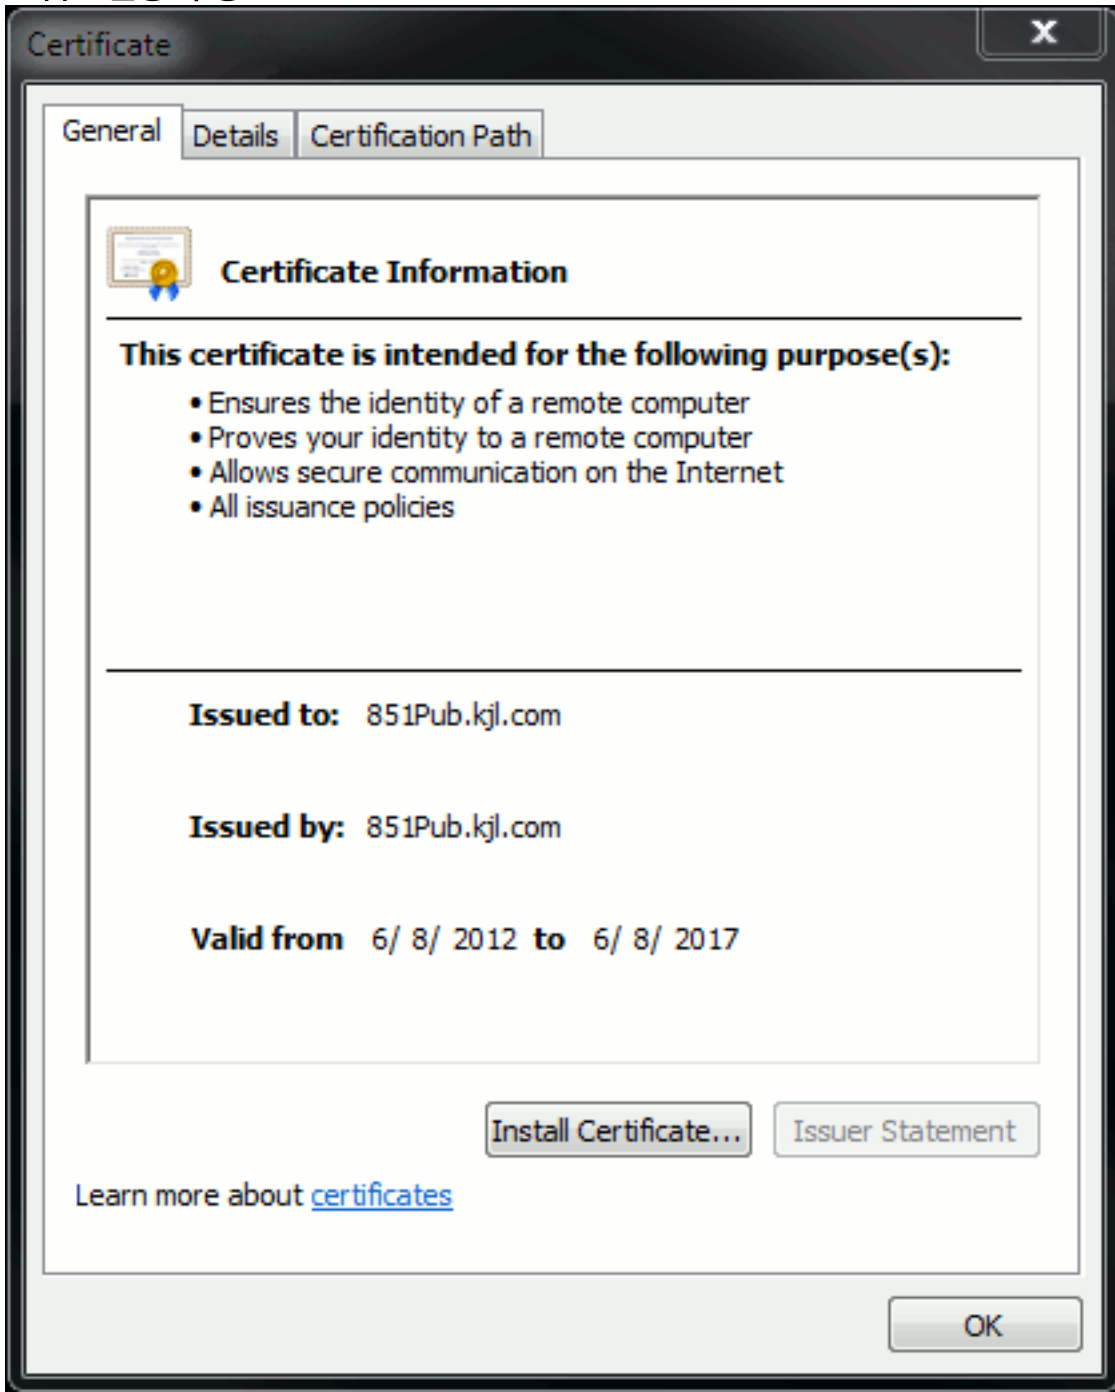 Certificate
General Details Certification Path
Certificate Information
This certificate is intended for the following purpose(s):
• Ensures the identity of a remote computer
• Proves your identity to a remote computer
• Allows secure communication on the Internet
• All issuance policies
Issued to: 851Pub.kjl.com
Issued by: 851Pub.kjl.com
Valid from 6/ 8/ 2012 to 6/ 8/ 2017
Install Certificate... Issuer Statement
Learn more about certificates
OK